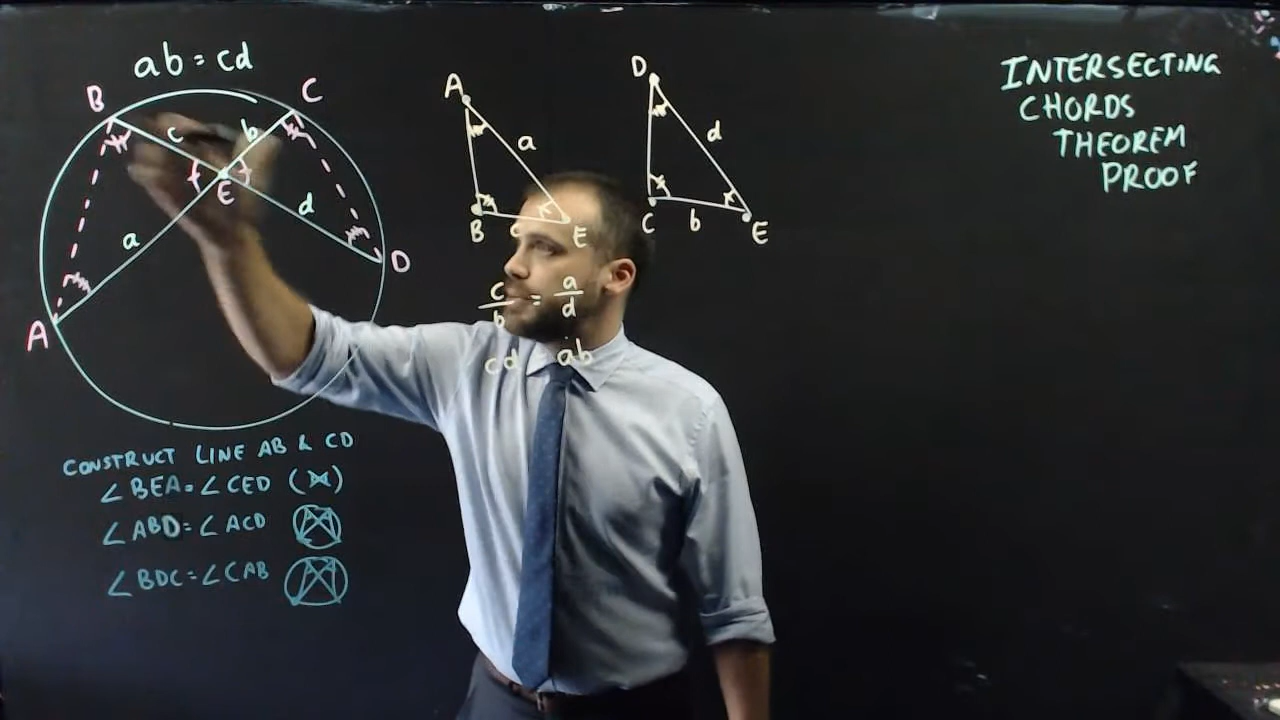 ab = cd
B
C
c
b
E
a
d
D
A
CONSTRUCT LINE AB & CD
∠BEA = ∠CED
∠ABD = ∠ACD
∠BDC = ∠CAB
A
a
B
c
E
D
d
C
b
E
c/b = a/d
cd = ab
INTERSECTING
CHORDS
THEOREM
PROOF